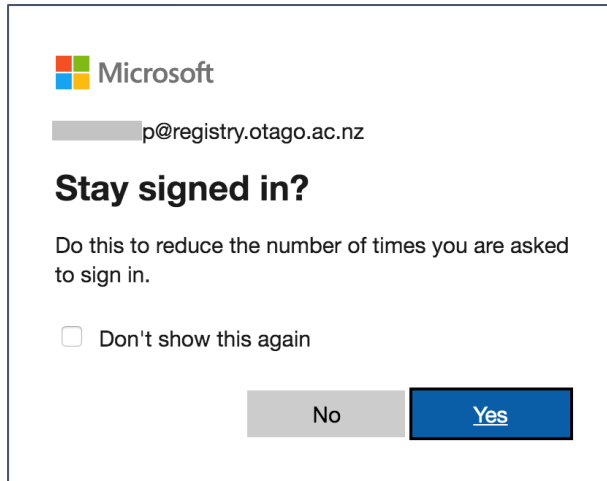 Microsoft
p@registry.otago.ac.nz
Stay signed in?
Do this to reduce the number of times you are asked
to sign in.
Don't show this again
No
Yes